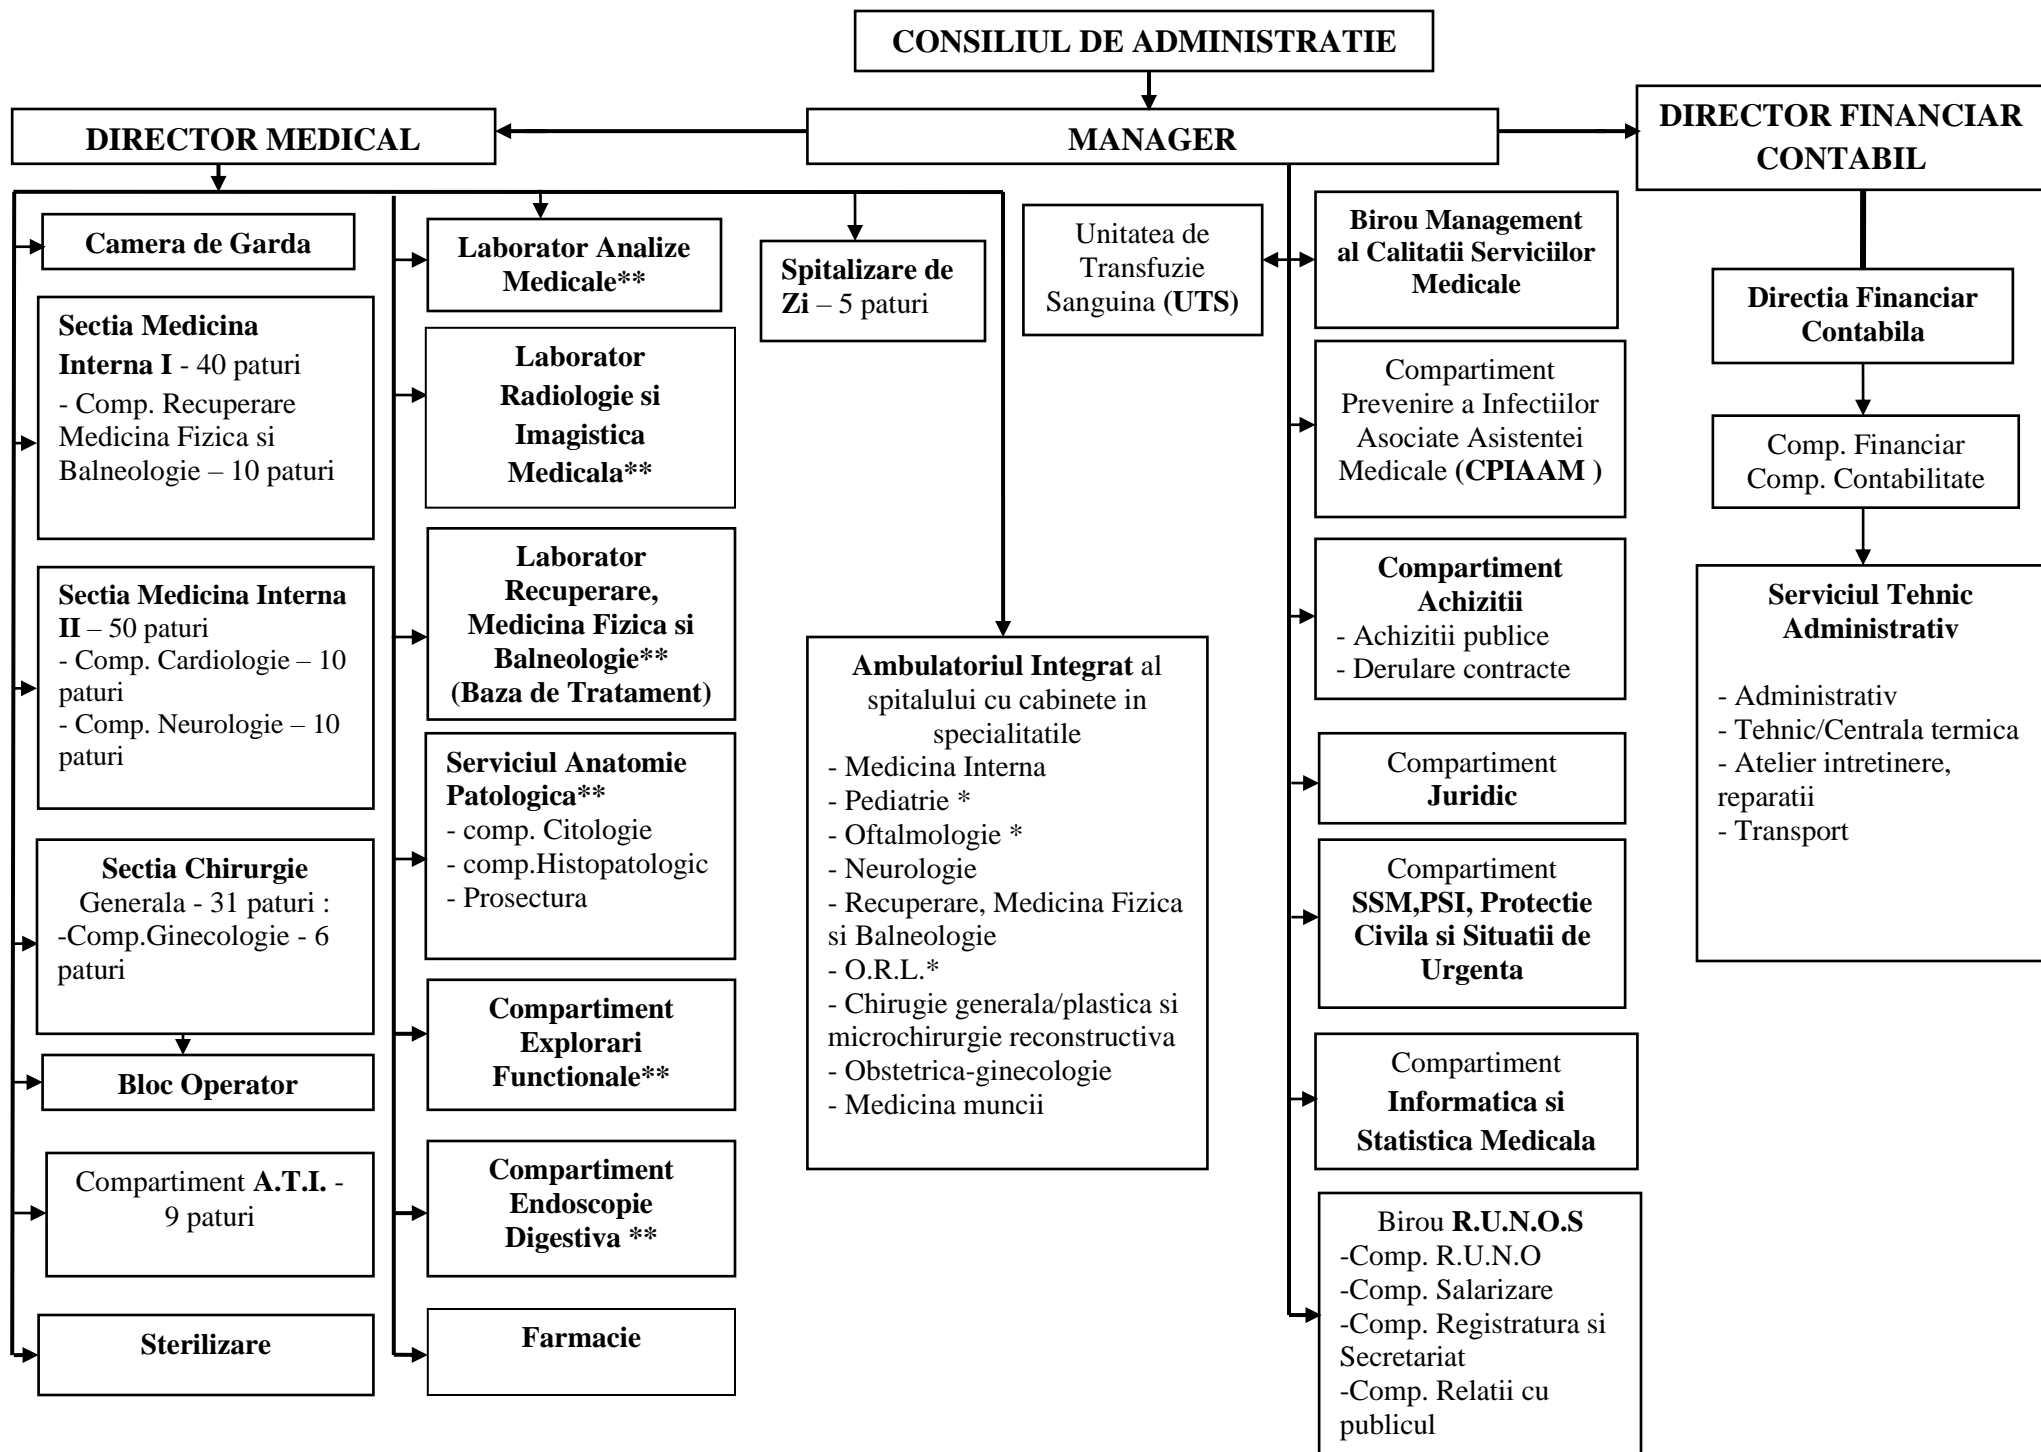 CONSILIUL DE ADMINISTRATIE
DIRECTOR MEDICAL
MANAGER
DIRECTOR FINANCIAR
CONTABIL
Camera de Garda
Sectia Medicina
Interna I - 40 paturi
- Comp. Recuperare
Medicina Fizica si
Balneologie – 10 paturi
Sectia Medicina Interna
II – 50 paturi
- Comp. Cardiologie – 10
paturi
- Comp. Neurologie – 10
paturi
Sectia Chirurgie
Generala - 31 paturi :
-Comp.Ginecologie - 6
paturi
Bloc Operator
Compartiment A.T.I. -
9 paturi
Sterilizare
Laborator Analize
Medicale**
Laborator
Radiologie si
Imagistica
Medicala**
Laborator
Recuperare,
Medicina Fizica si
Balneologie**
(Baza de Tratament)
Serviciul Anatomie
Patologica**
- comp. Citologie
- comp.Histopatologic
- Prosectura
Compartiment
Explorari
Functionale**
Compartiment
Endoscopie
Digestiva **
Farmacie
Spitalizare de
Zi – 5 paturi
Ambulatoriul Integrat al
spitalului cu cabinete in
specialitatile
- Medicina Interna
- Pediatrie *
- Oftalmologie *
- Neurologie
- Recuperare, Medicina Fizica
si Balneologie
- O.R.L.*
- Chirugie generala/plastica si
microchirurgie reconstructiva
- Obstetrica-ginecologie
- Medicina muncii
Unitatea de
Transfuzie
Sanguina (UTS)
Birou Management
al Calitatii Serviciilor
Medicale
Compartiment
Prevenire a Infectiilor
Asociate Asistentei
Medicale (CPIAAM )
Compartiment
Achizitii
- Achizitii publice
- Derulare contracte
Compartiment
Juridic
Compartiment
SSM,PSI, Protectie
Civila si Situatii de
Urgenta
Compartiment
Informatica si
Statistica Medicala
Birou R.U.N.O.S
-Comp. R.U.N.O
-Comp. Salarizare
-Comp. Registratura si
Secretariat
-Comp. Relatii cu
publicul
Directia Financiar
Contabila
Comp. Financiar
Comp. Contabilitate
Serviciul Tehnic
Administrativ
- Administrativ
- Tehnic/Centrala termica
- Atelier intretinere,
reparatii
- Transport